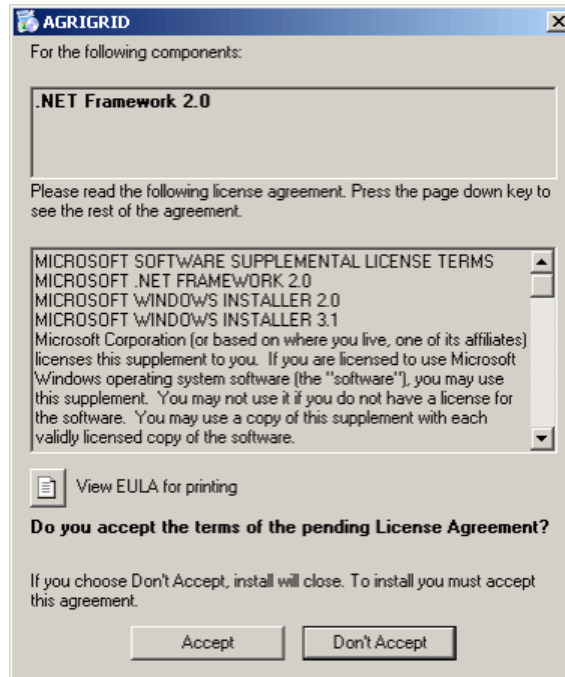 AGRIGRID
For the following components:
.NET Framework 2.0
Please read the following license agreement. Press the page down key to
see the rest of the agreement.
MICROSOFT SOFTWARE SUPPLEMENTAL LICENSE TERMS
MICROSOFT .NET FRAMEWORK 2.0
MICROSOFT WINDOWS INSTALLER 2.0
MICROSOFT WINDOWS INSTALLER 3.1
Microsoft Corporation (or based on where you live, one of its affiliates)
licenses this supplement to you.  If you are licensed to use Microsoft
Windows operating system software (the "software"), you may use
this supplement.  You may not use it if you do not have a license for
the software.  You may use a copy of this supplement with each
validly licensed copy of the software.
View EULA for printing
Do you accept the terms of the pending License Agreement?
If you choose Don't Accept, install will close. To install you must accept
this agreement.
Accept
Don't Accept